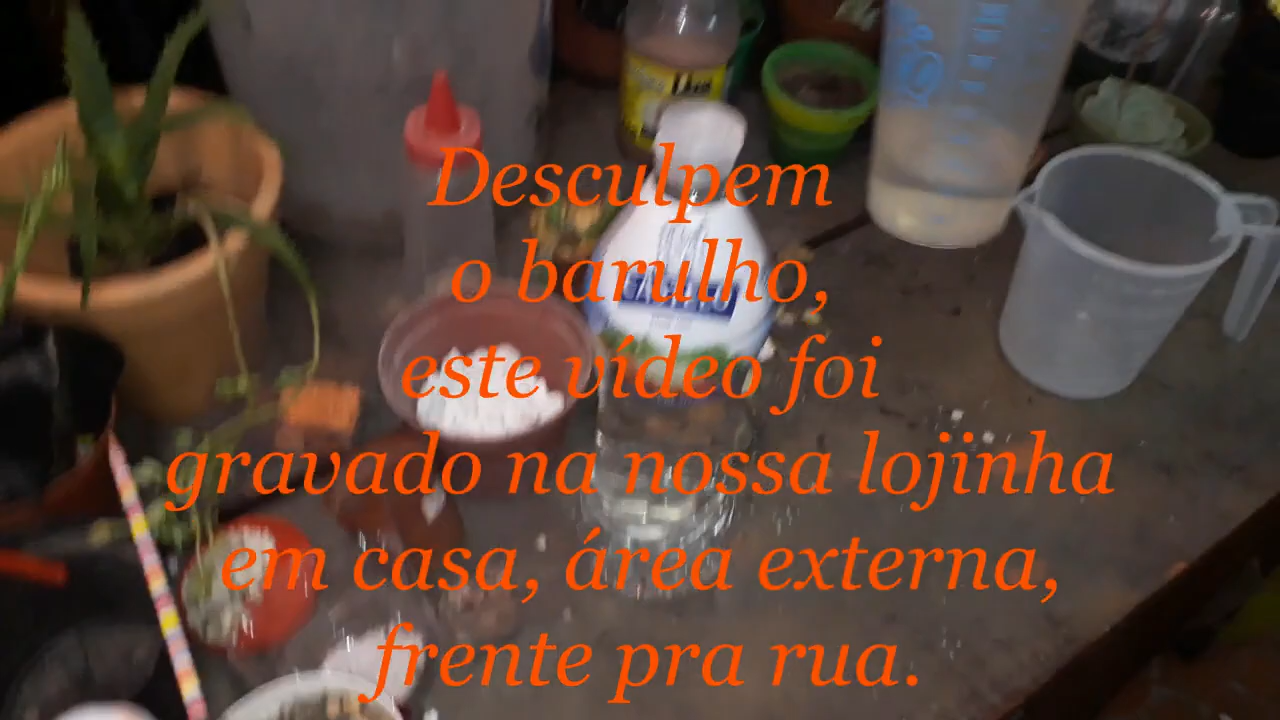 Desculpem
o barulho,
este vídeo foi
gravado na nossa lojinha
em casa, área externa,
frente pra rua.